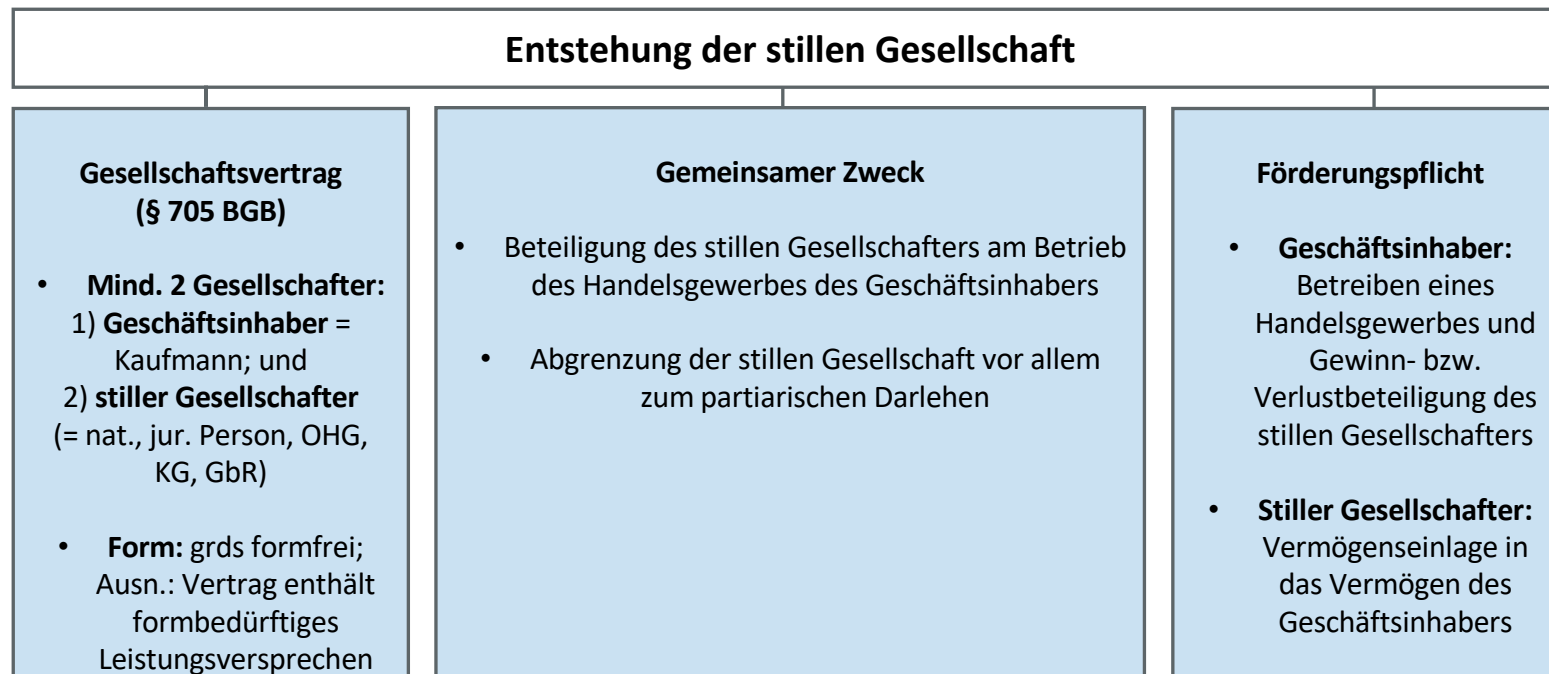 Entstehung der stillen Gesellschaft
Gesellschaftsvertrag
(§ 705 BGB)
• Mind. 2 Gesellschafter:
1) Geschäftsinhaber =
Kaufmann; und
2) stiller Gesellschafter
(= nat., jur. Person, OHG,
KG, GbR)
• Form: grds formfrei;
Ausn.: Vertrag enthält
formbedürftiges
Leistungsversprechen
Gemeinsamer Zweck
• Beteiligung des stillen Gesellschafters am Betrieb
des Handelsgewerbes des Geschäftsinhabers
• Abgrenzung der stillen Gesellschaft vor allem
zum partiarischen Darlehen
Förderungspflicht
• Geschäftsinhaber:
Betreiben eines
Handelsgewerbes und
Gewinn- bzw.
Verlustbeteiligung des
stillen Gesellschafters
• Stiller Gesellschafter:
Vermögenseinlage in
das Vermögen des
Geschäftsinhabers